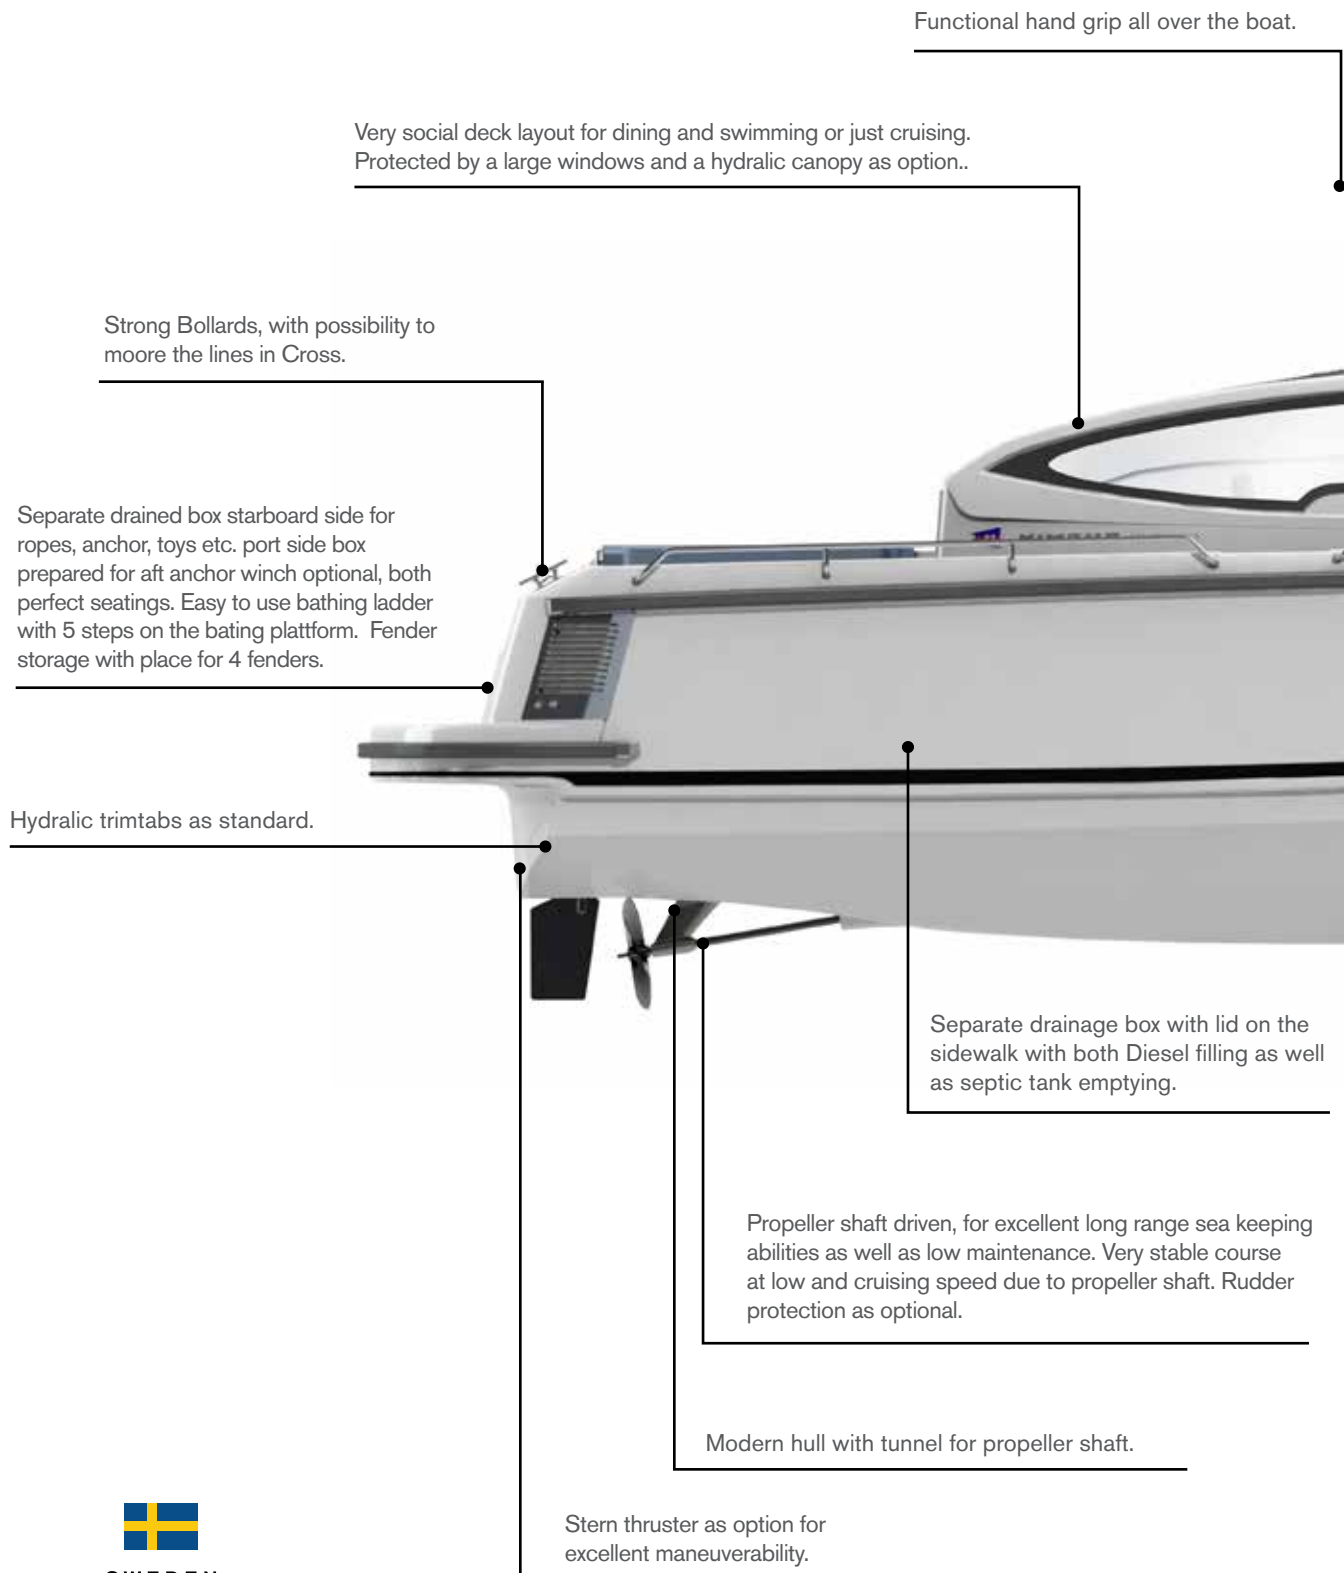 Functional hand grip all over the boat.
Very social deck layout for dining and swimming or just cruising.
Protected by a large windows and a hydralic canopy as option..
Strong Bollards, with possibility to
moore the lines in Cross.
Separate drained box starboard side for
ropes, anchor, toys etc. port side box
prepared for aft anchor winch optional, both
perfect seatings. Easy to use bathing ladder
with 5 steps on the bating plattform. Fender
storage with place for 4 fenders.
Hydralic trimtabs as standard.
Separate drainage box with lid on the
sidewalk with both Diesel filling as well
as septic tank emptying.
Propeller shaft driven, for excellent long range sea keeping
abilities as well as low maintenance. Very stable course
at low and cruising speed due to propeller shaft. Rudder
protection as optional.
Modern hull with tunnel for propeller shaft.
Stern thruster as option for
excellent maneuverability.
SWEDEN